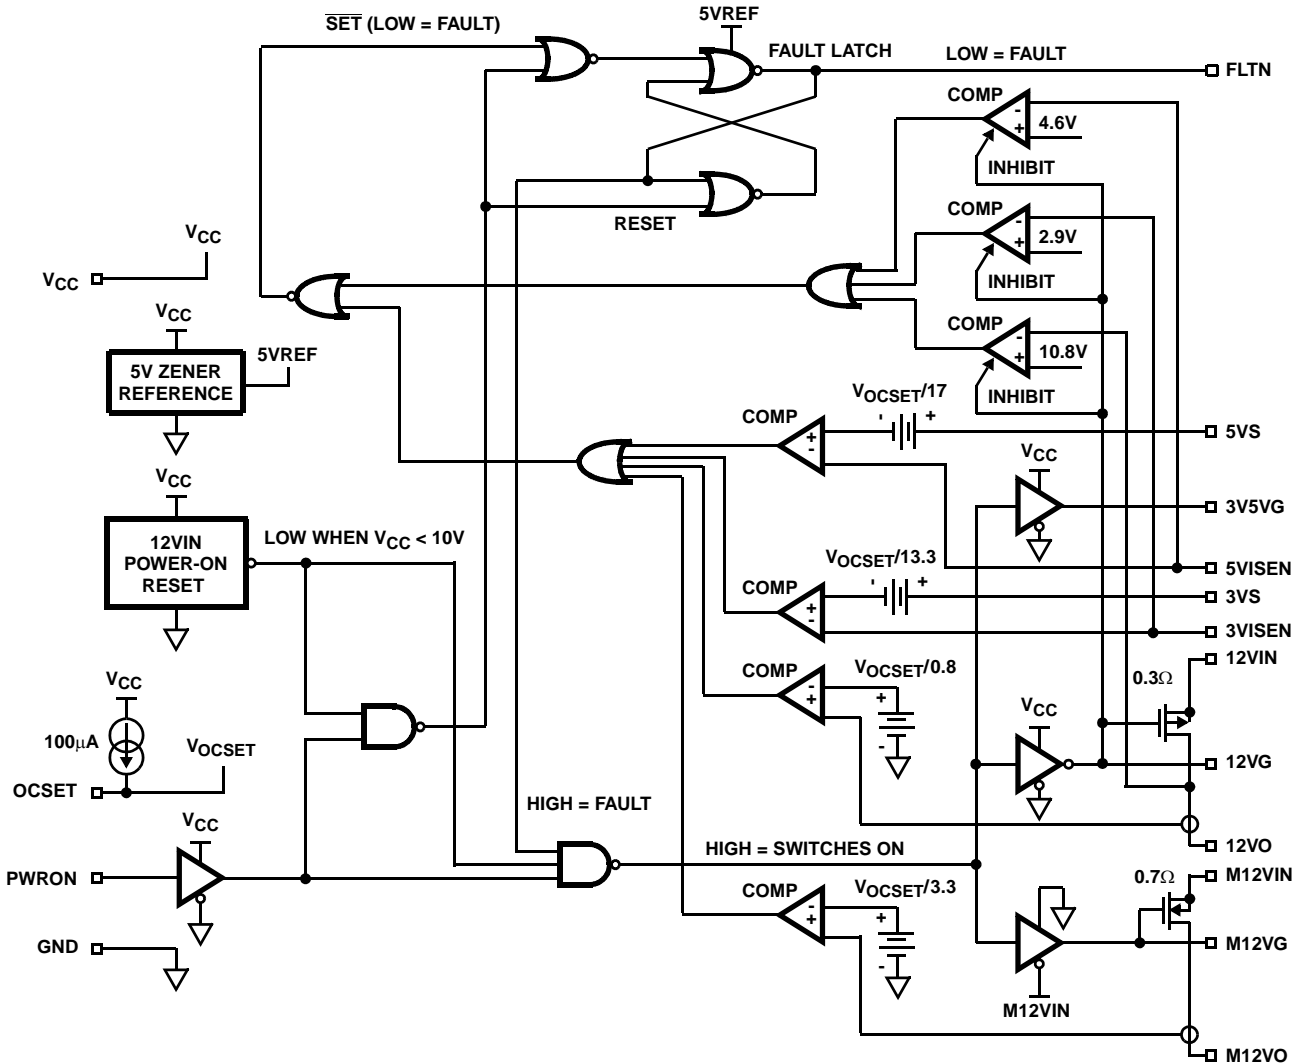 SET (LOW = FAULT)
5VREF
FAULT LATCH
LOW = FAULT
FLTN
COMP
-
+
4.6V
INHIBIT
RESET
COMP
-
+
2.9V
INHIBIT
VCC
VCC
COMP
-
+
10.8V
INHIBIT
VCC
5VREF
5V ZENER
REFERENCE
VOCSET/17
- +
COMP
+
-
5VS
VCC
3V5VG
VCC
12VIN
POWER-ON
RESET
LOW WHEN VCC < 10V
VOCSET/13.3
- +
COMP
+
-
5VISEN
3VS
3VISEN
12VIN
0.3Ω
COMP
-
+
VOCSET/0.8
+
-
VCC
12VG
VCC
100μA
VOCSET
OCSET
HIGH = FAULT
VCC
PWRON
HIGH = SWITCHES ON
12VO
M12VIN
0.7Ω
COMP
-
+
VOCSET/3.3
+
-
GND
M12VG
M12VIN
M12VO